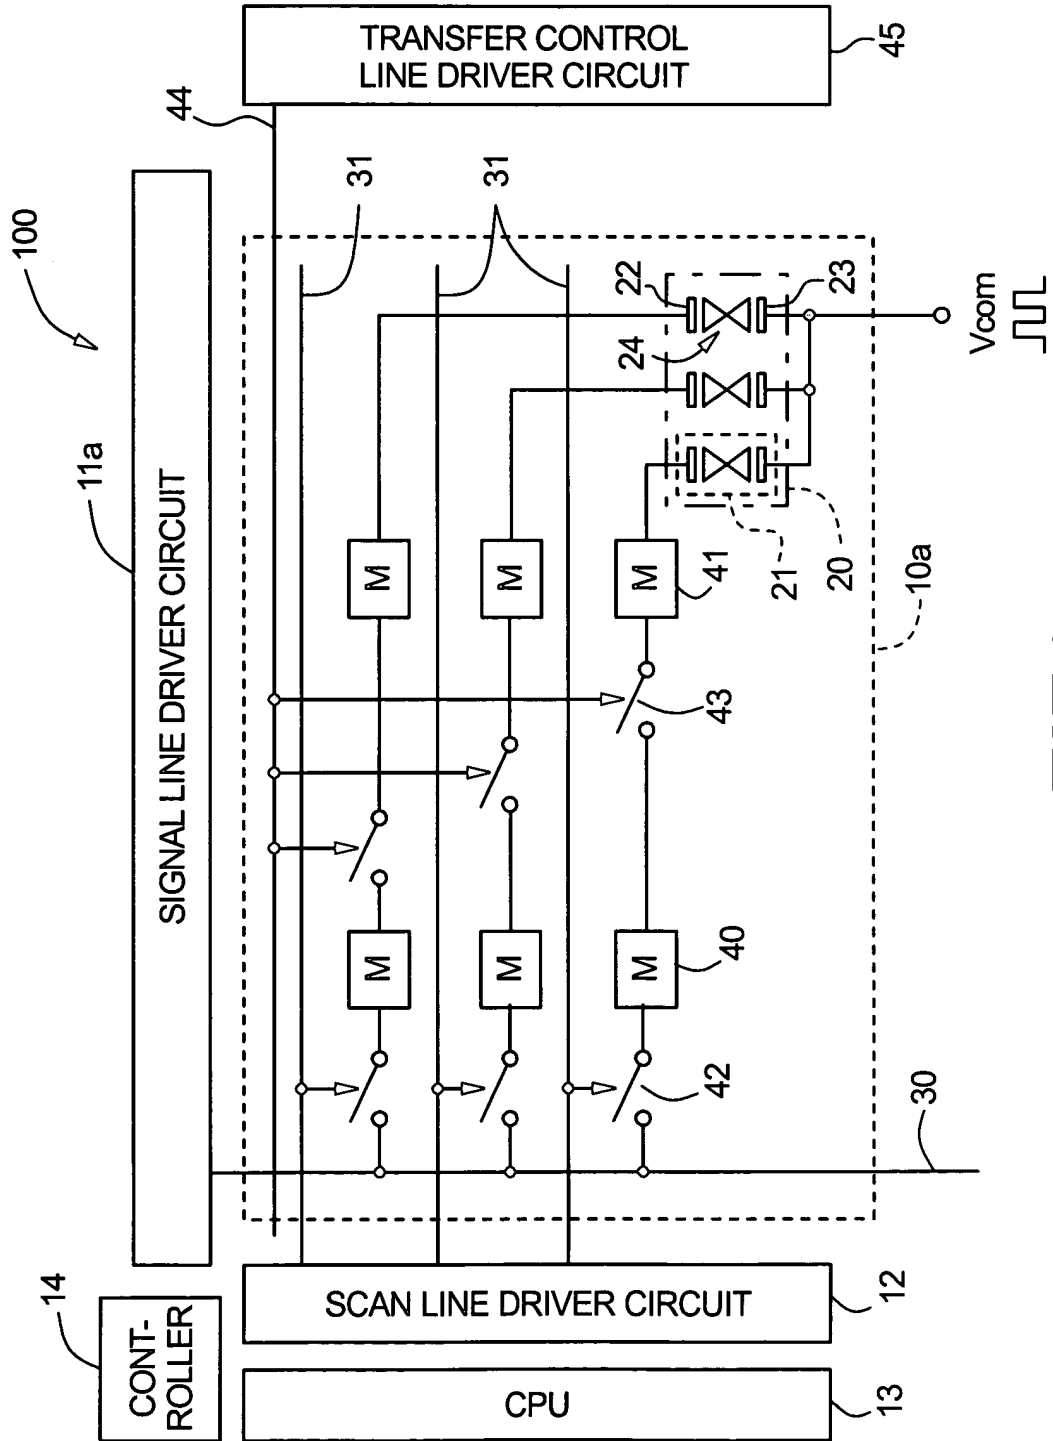 100
44
TRANSFER CONTROL
LINE DRIVER CIRCUIT
45
11a
SIGNAL LINE DRIVER CIRCUIT
31
31
14
CONT-
ROLLER
M
M
M
M
M
41
M
40
43
42
22
23
24
21
20
10a
30
Vcom
SCAN LINE DRIVER CIRCUIT
12
CPU
13